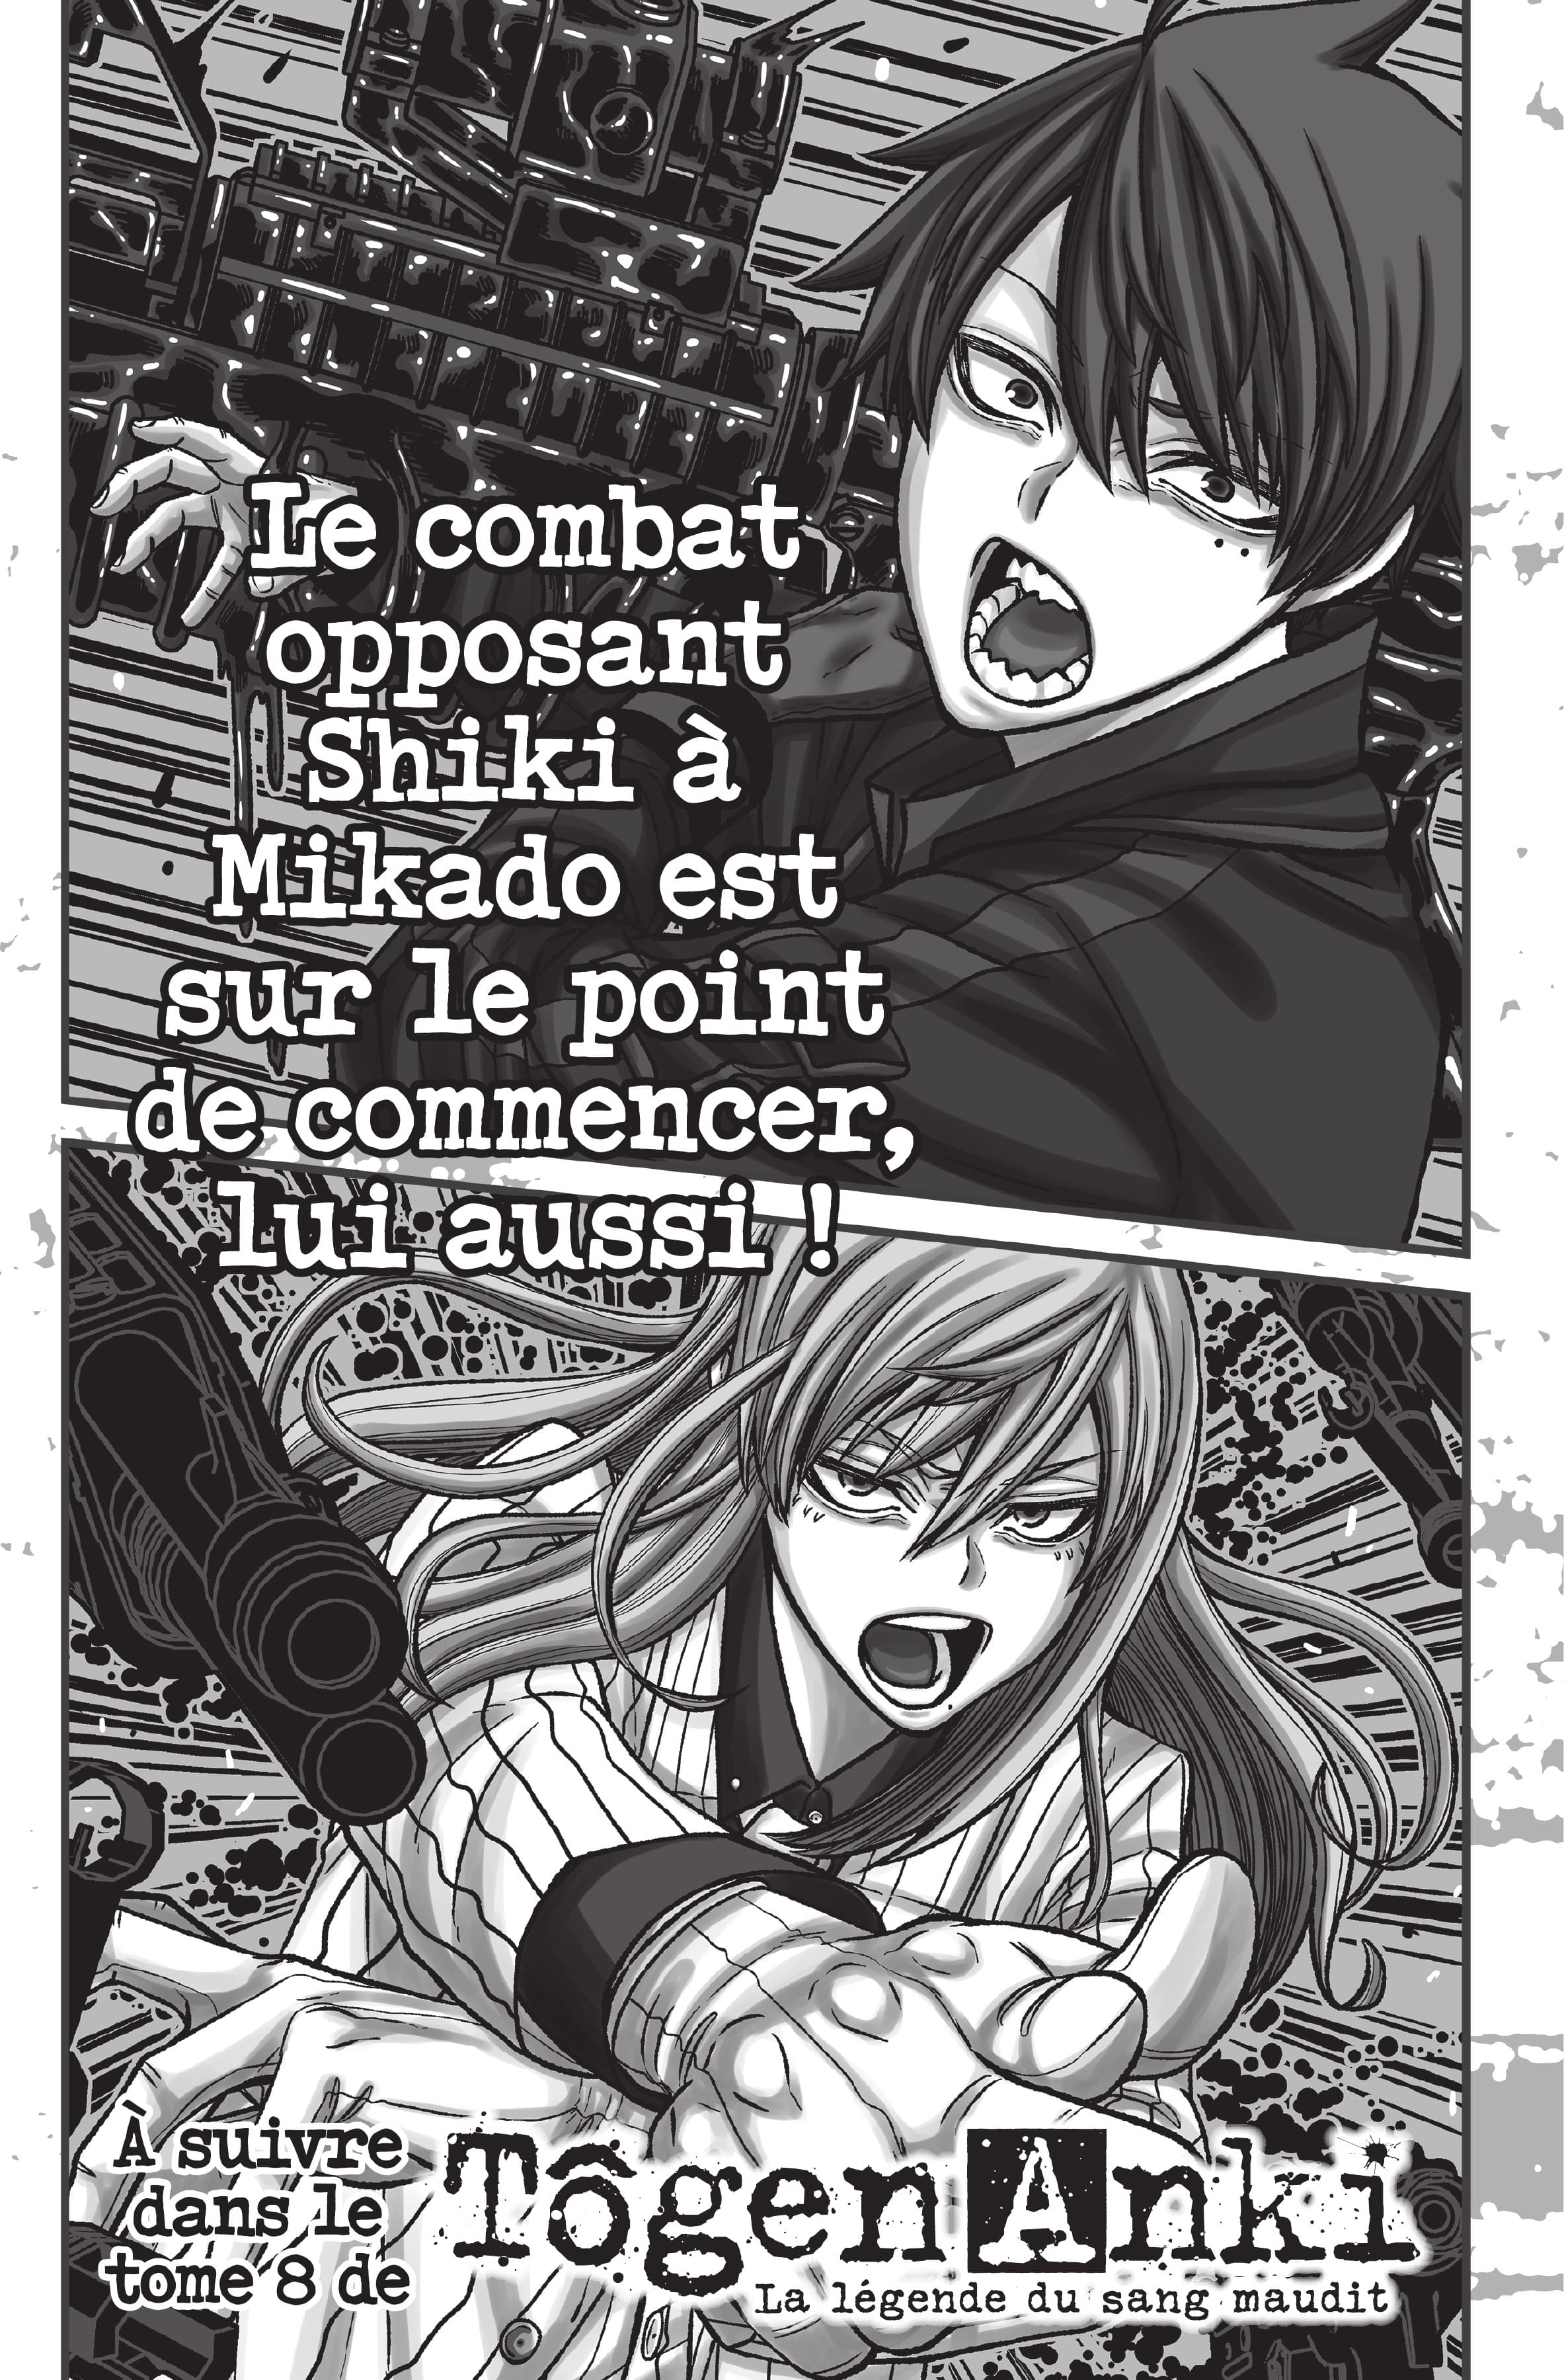 Le combat
opposant
Shiki à
Mikado est
sur le point
de commencer,
lui aussi !
À suivre
dans le
tome 8 de
Tôgen Anki
La légende du sang maudit